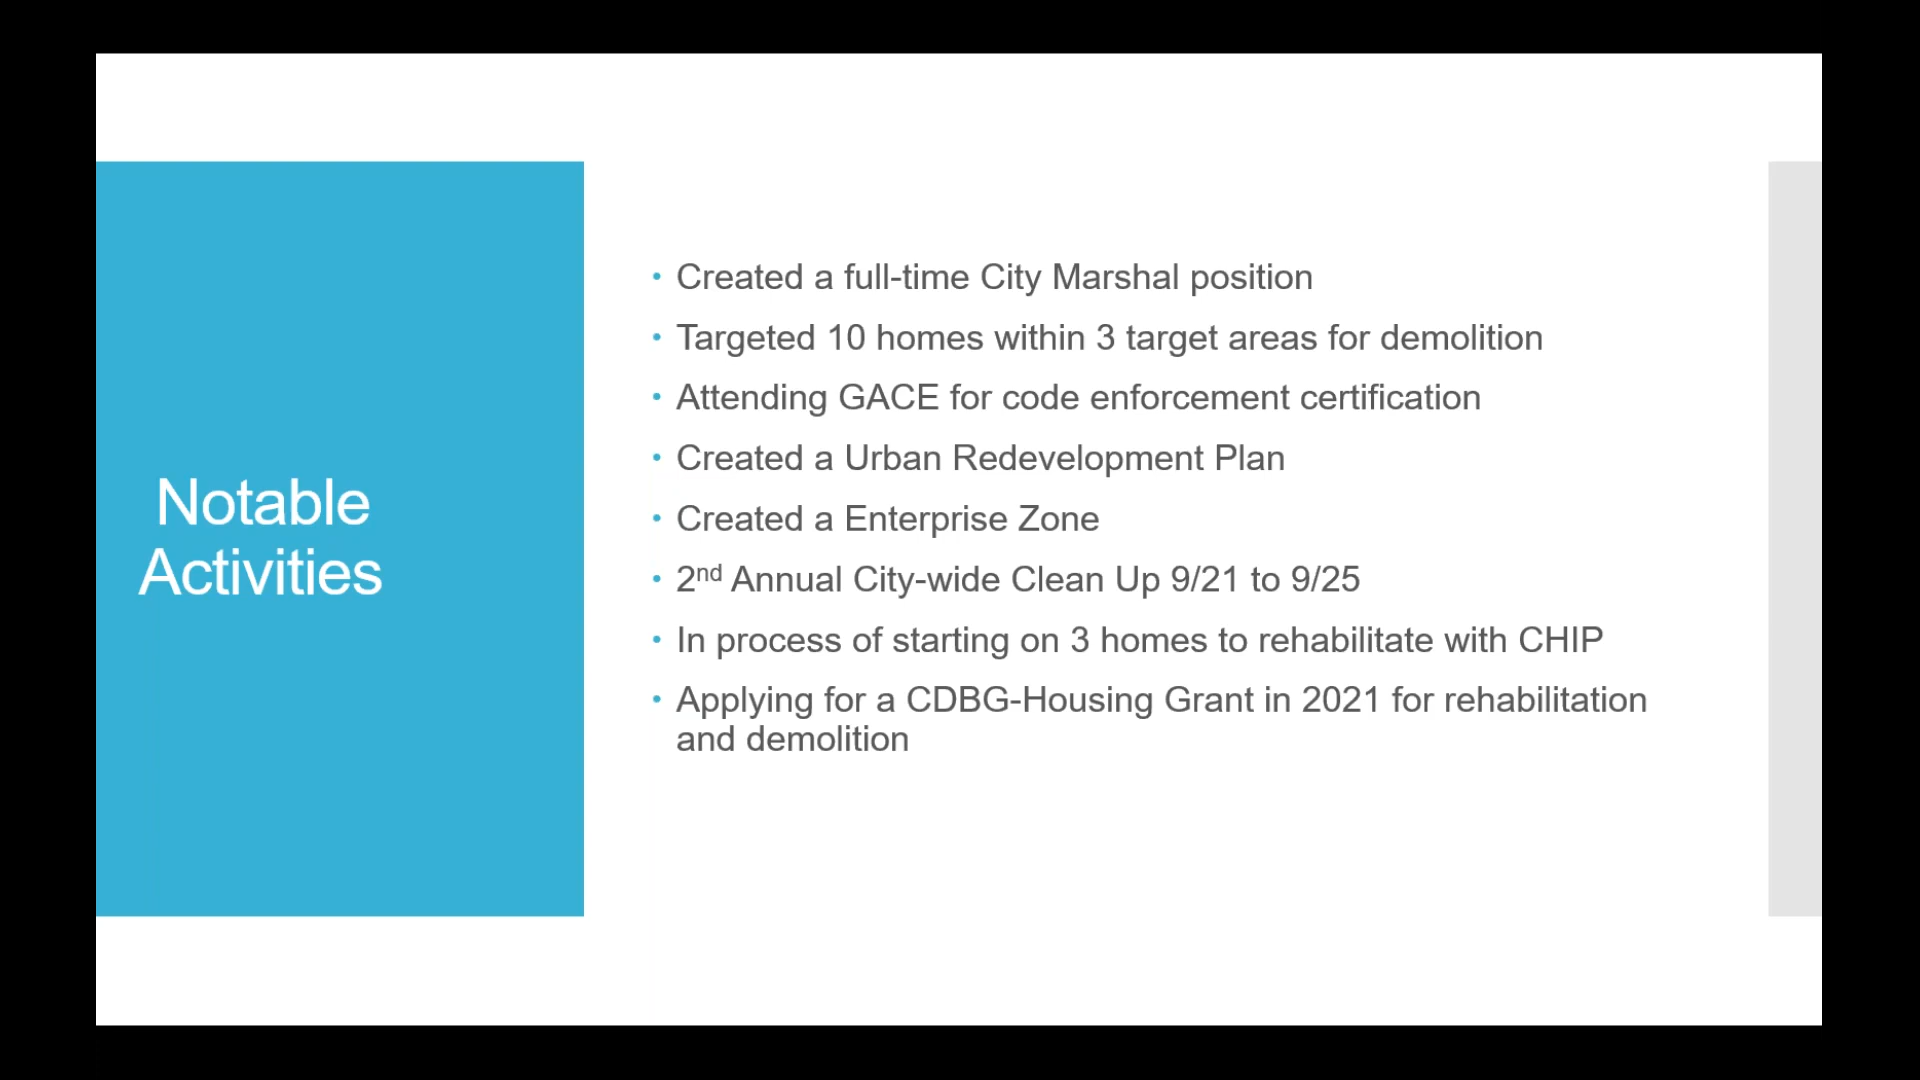 Notable
Activities
• Created a full-time City Marshal position
• Targeted 10 homes within 3 target areas for demolition
• Attending GACE for code enforcement certification
• Created a Urban Redevelopment Plan
• Created a Enterprise Zone
• 2nd Annual City-wide Clean Up 9/21 to 9/25
• In process of starting on 3 homes to rehabilitate with CHIP
• Applying for a CDBG-Housing Grant in 2021 for rehabilitation
and demolition